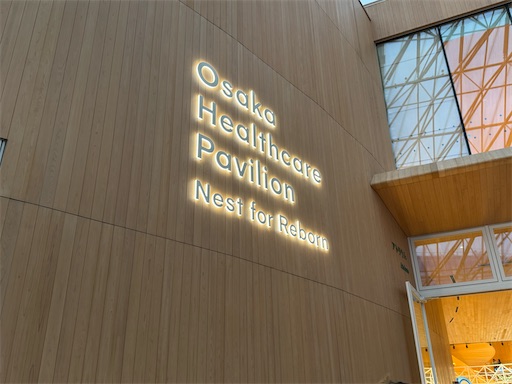 Osaka
Healthcare
Pavilion
Nest for Reborn